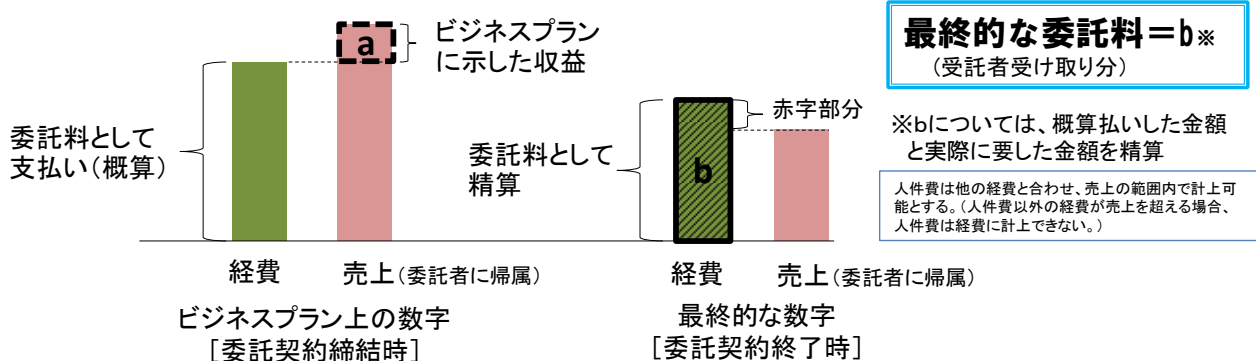 a
ビジネスプラン
に示した収益
委託料として
支払い(概算)
経費
売上(委託者に帰属)
ビジネスプラン上の数字
[委託契約締結時]
委託料として
精算
b
赤字部分
経費
売上(委託者に帰属)
最終的な数字
[委託契約終了時]
最終的な委託料=b※
(受託者受け取り分)
※bについては、概算払いした金額
と実際に要した金額を精算
人件費は他の経費と合わせ、売上の範囲内で計上可
能とする。(人件費以外の経費が売上を超える場合、
人件費は経費に計上できない。)